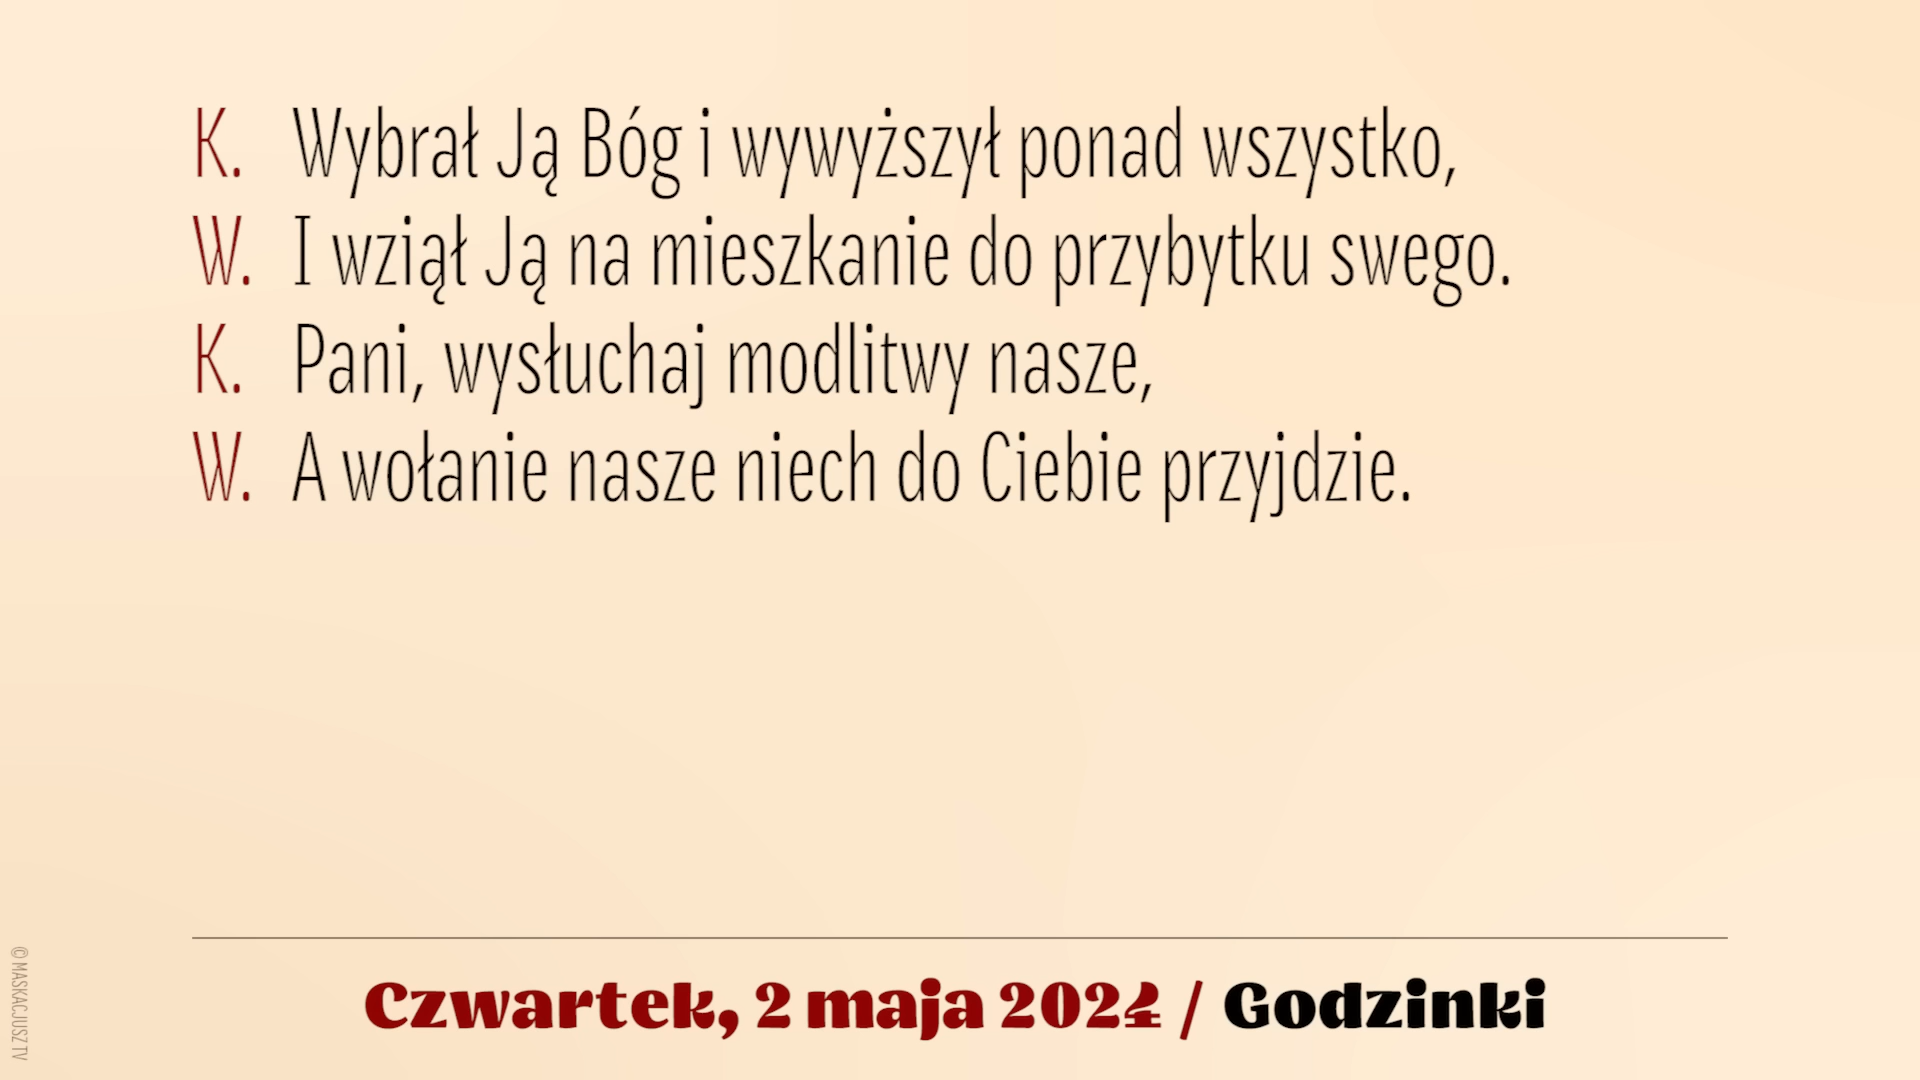 K. Wybrał Ją Bóg i wywyższył ponad wszystko,
W. I wziął Ją na mieszkanie do przybytku swego.
K. Pani, wysłuchaj modlitwy nasze,
W. A wołanie nasze niech do Ciebie przyjdzie.
Czwartek, 2 maja 2024 / Godzinki
© MASKACJUSZ TV